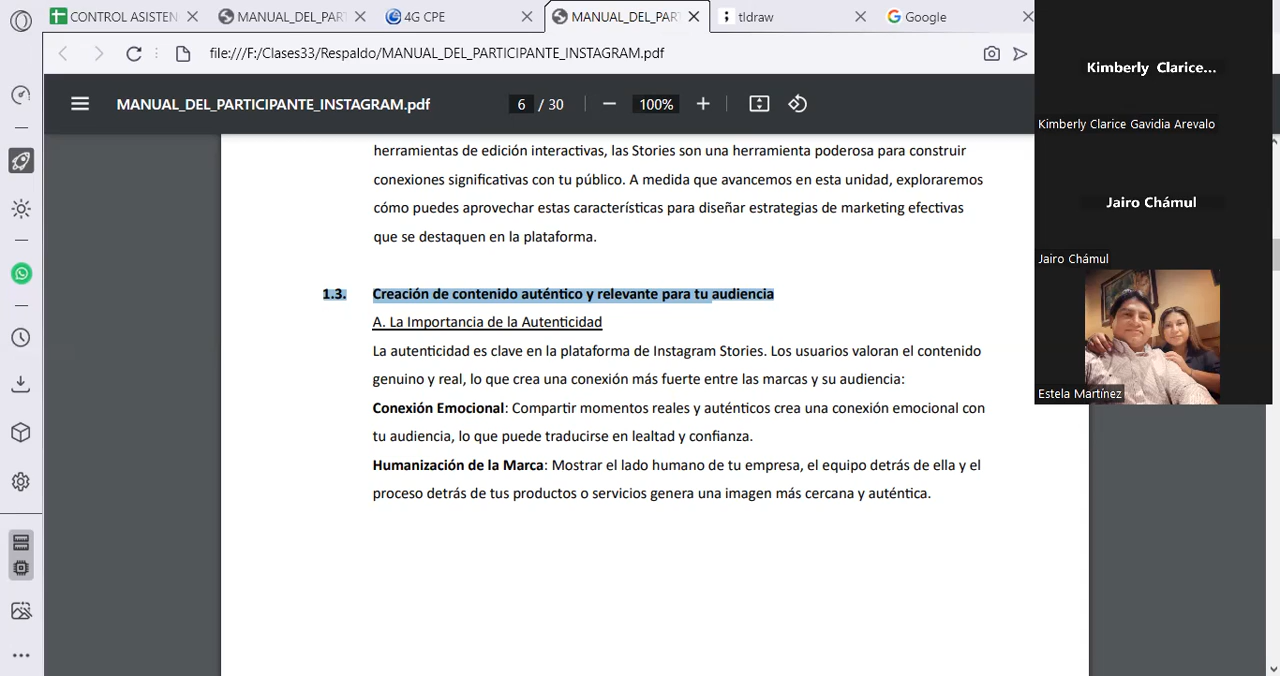 CONTROL ASISTEN
MANUAL_DEL_PART
4G CPE
MANUAL_DEL_PART
tldraw
Google
file:///F:/Clases33/Respaldo/MANUAL_DEL_PARTICIPANTE_INSTAGRAM.pdf
MANUAL_DEL_PARTICIPANTE_INSTAGRAM.pdf
6 / 30
100%
herramientas de edición interactivas, las Stories son una herramienta poderosa para construir
conexiones significativas con tu público. A medida que avancemos en esta unidad, exploraremos
cómo puedes aprovechar estas características para diseñar estrategias de marketing efectivas
que se destaquen en la plataforma.
1.3. Creación de contenido auténtico y relevante para tu audiencia
A. La Importancia de la Autenticidad
La autenticidad es clave en la plataforma de Instagram Stories. Los usuarios valoran el contenido
genuino y real, lo que crea una conexión más fuerte entre las marcas y su audiencia:
Conexión Emocional: Compartir momentos reales y auténticos crea una conexión emocional con
tu audiencia, lo que puede traducirse en lealtad y confianza.
Humanización de la Marca: Mostrar el lado humano de tu empresa, el equipo detrás de ella y el
proceso detrás de tus productos o servicios genera una imagen más cercana y auténtica.
Kimberly Clarice...
Kimberly Clarice Gavidia Arevalo
Jairo Chámul
Jairo Chámul
Estela Martínez